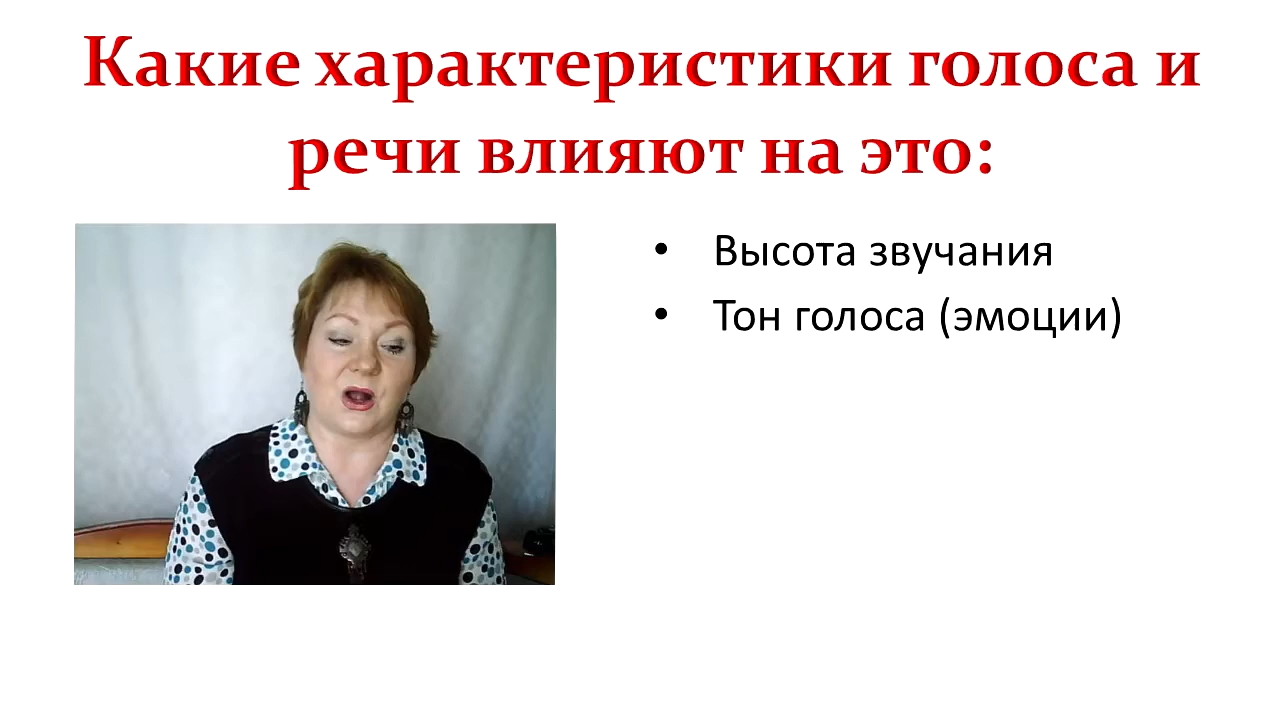 Какие характеристики голоса и
речи влияют на это:
• Высота звучания
• Тон голоса (эмоции)